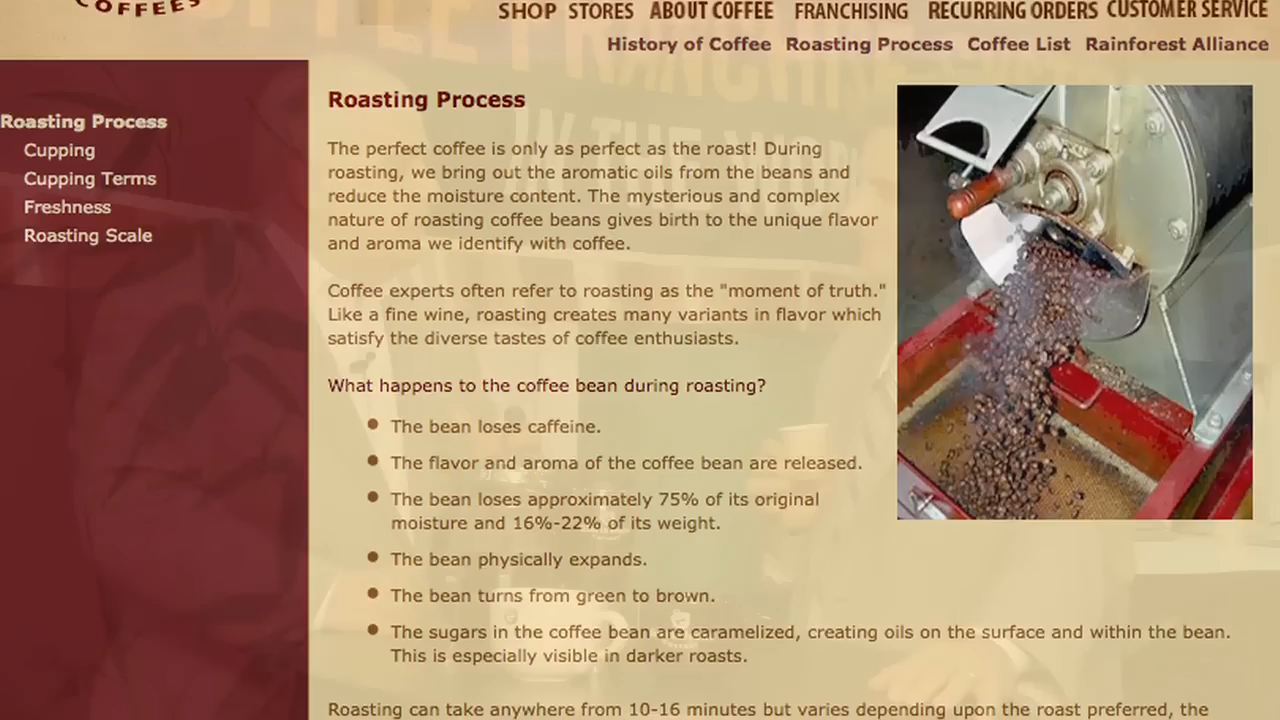 COFFEES
SHOP STORES ABOUT COFFEE FRANCHISING RECURRING ORDERS CUSTOMER SERVICE
History of Coffee Roasting Process Coffee List Rainforest Alliance
Roasting Process
Cupping
Cupping Terms
Freshness
Roasting Scale
Roasting Process
The perfect coffee is only as perfect as the roast! During
roasting, we bring out the aromatic oils from the beans and
reduce the moisture content. The mysterious and complex
nature of roasting coffee beans gives birth to the unique flavor
and aroma we identify with coffee.
Coffee experts often refer to roasting as the "moment of truth."
Like a fine wine, roasting creates many variants in flavor which
satisfy the diverse tastes of coffee enthusiasts.
What happens to the coffee bean during roasting?
The bean loses caffeine.
The flavor and aroma of the coffee bean are released.
The bean loses approximately 75% of its original
moisture and 16%-22% of its weight.
The bean physically expands.
The bean turns from green to brown.
The sugars in the coffee bean are caramelized, creating oils on the surface and within the bean.
This is especially visible in darker roasts.
Roasting can take anywhere from 10-16 minutes but varies depending upon the roast preferred, the